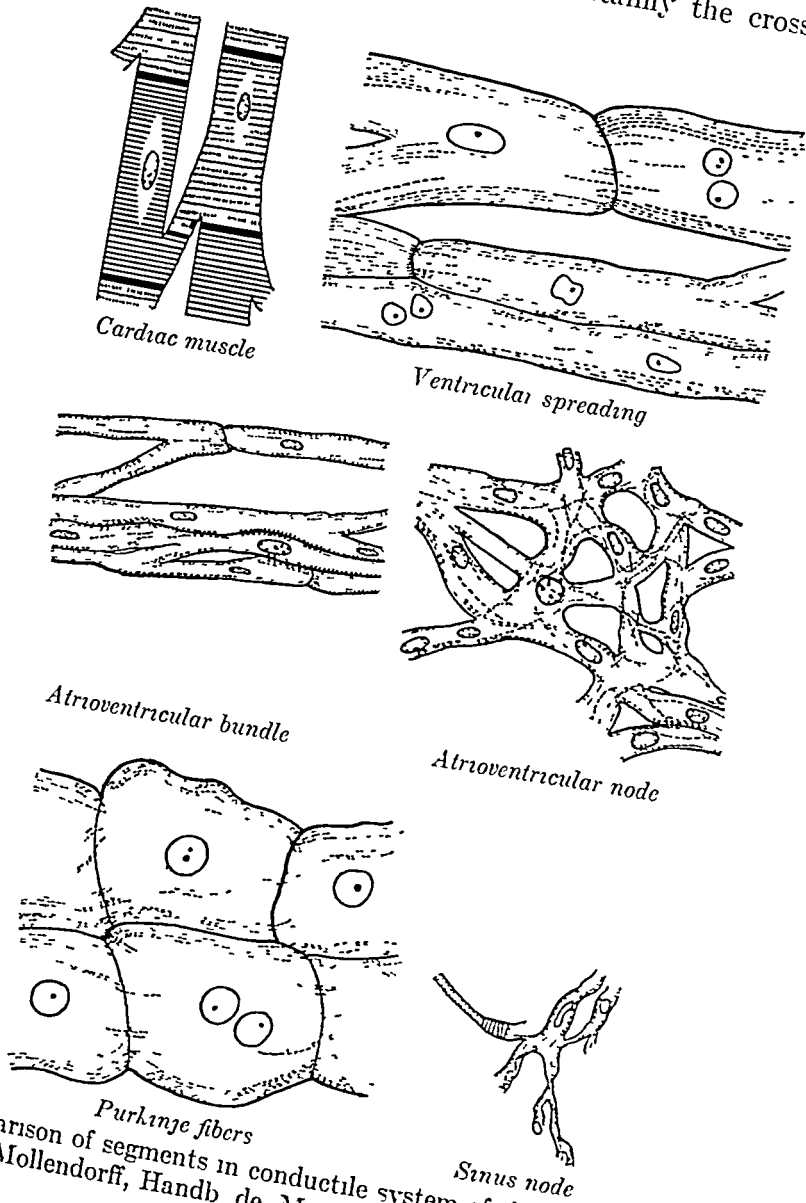 the cross
Cardiac muscle
Ventricular spreading
Atrioventricular bundle
Atrioventricular node
Purkinje fibers
Sinus node
of segments in conductile system
Mollendorff, Handb. de